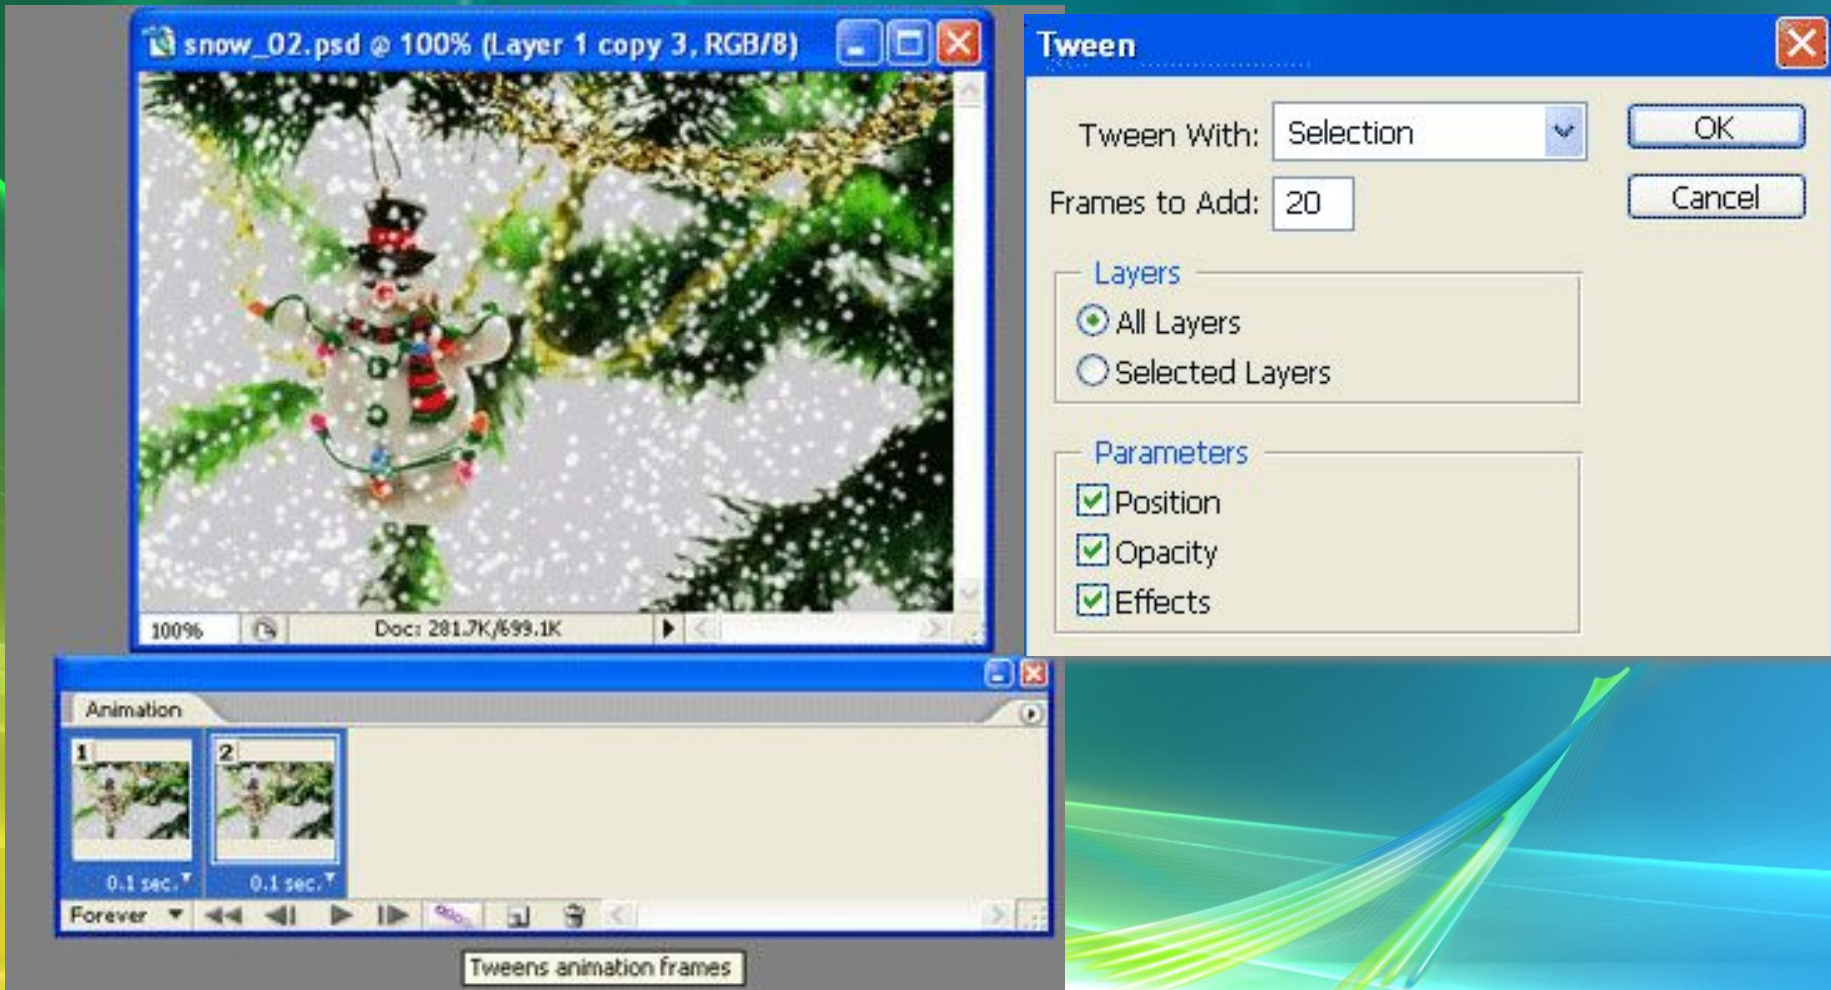 snow_02.psd @ 100% (Layer 1 copy 3, RGB/8)
100%
Doc: 281.7K/699.1K
Tween
Tween With: Selection
OK
Frames to Add: 20
Cancel
Layers
All Layers
Selected Layers
Parameters
Position
Opacity
Effects
Animation
1
2
0.1 sec.
0.1 sec.
Forever
Tweens animation frames